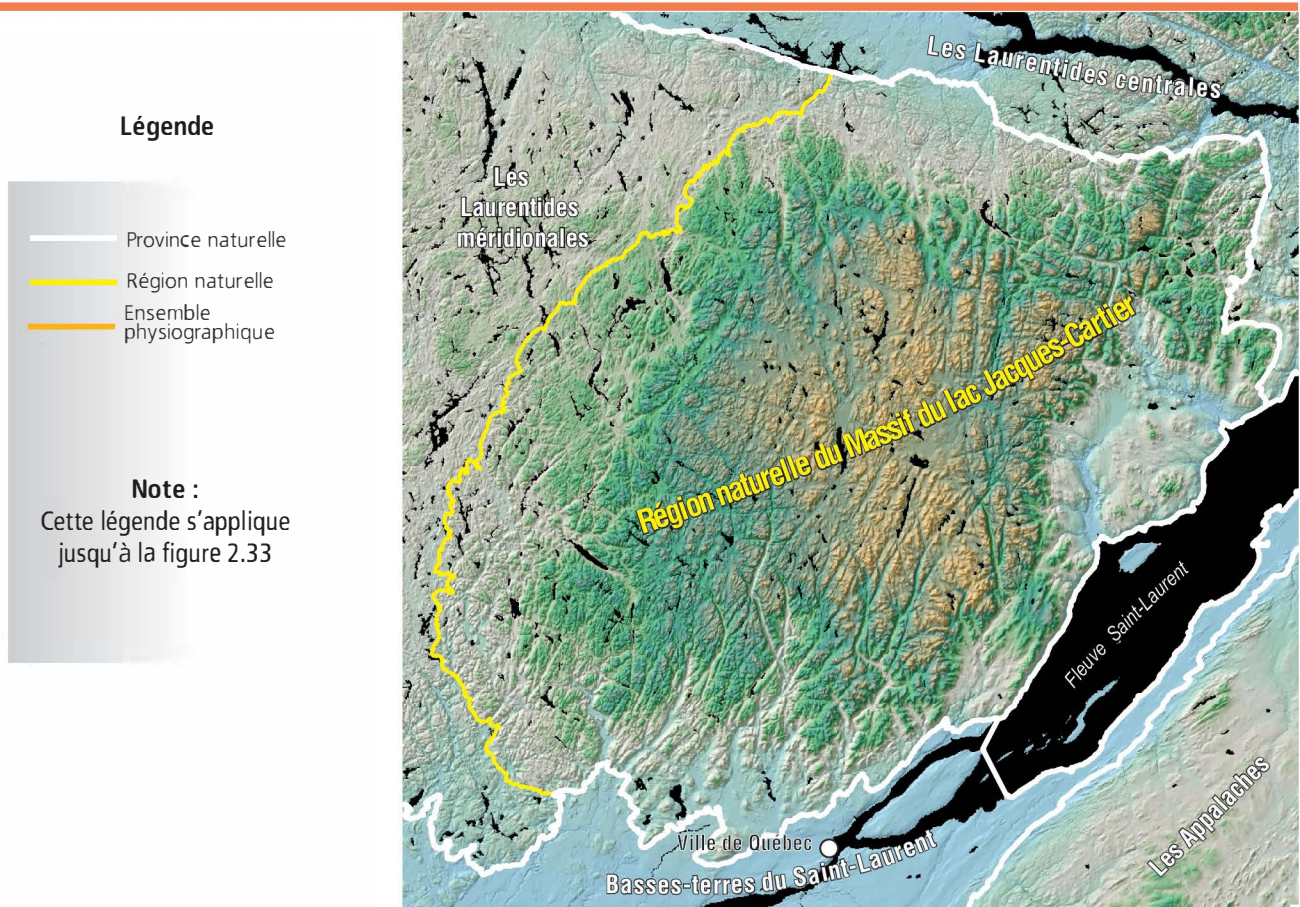 Légende
Province naturelle
Région naturelle
Ensemble
physiographique
Note :
Cette légende s'applique
jusqu'à la figure 2.33
Les Laurentides centrales
Les
Laurentides
méridionales
Région naturelle du Massif du lac Jacques-Cartier
Fleuve Saint-Laurent
Ville de Québec
Basses-terres du Saint-Laurent
Les Appalaches